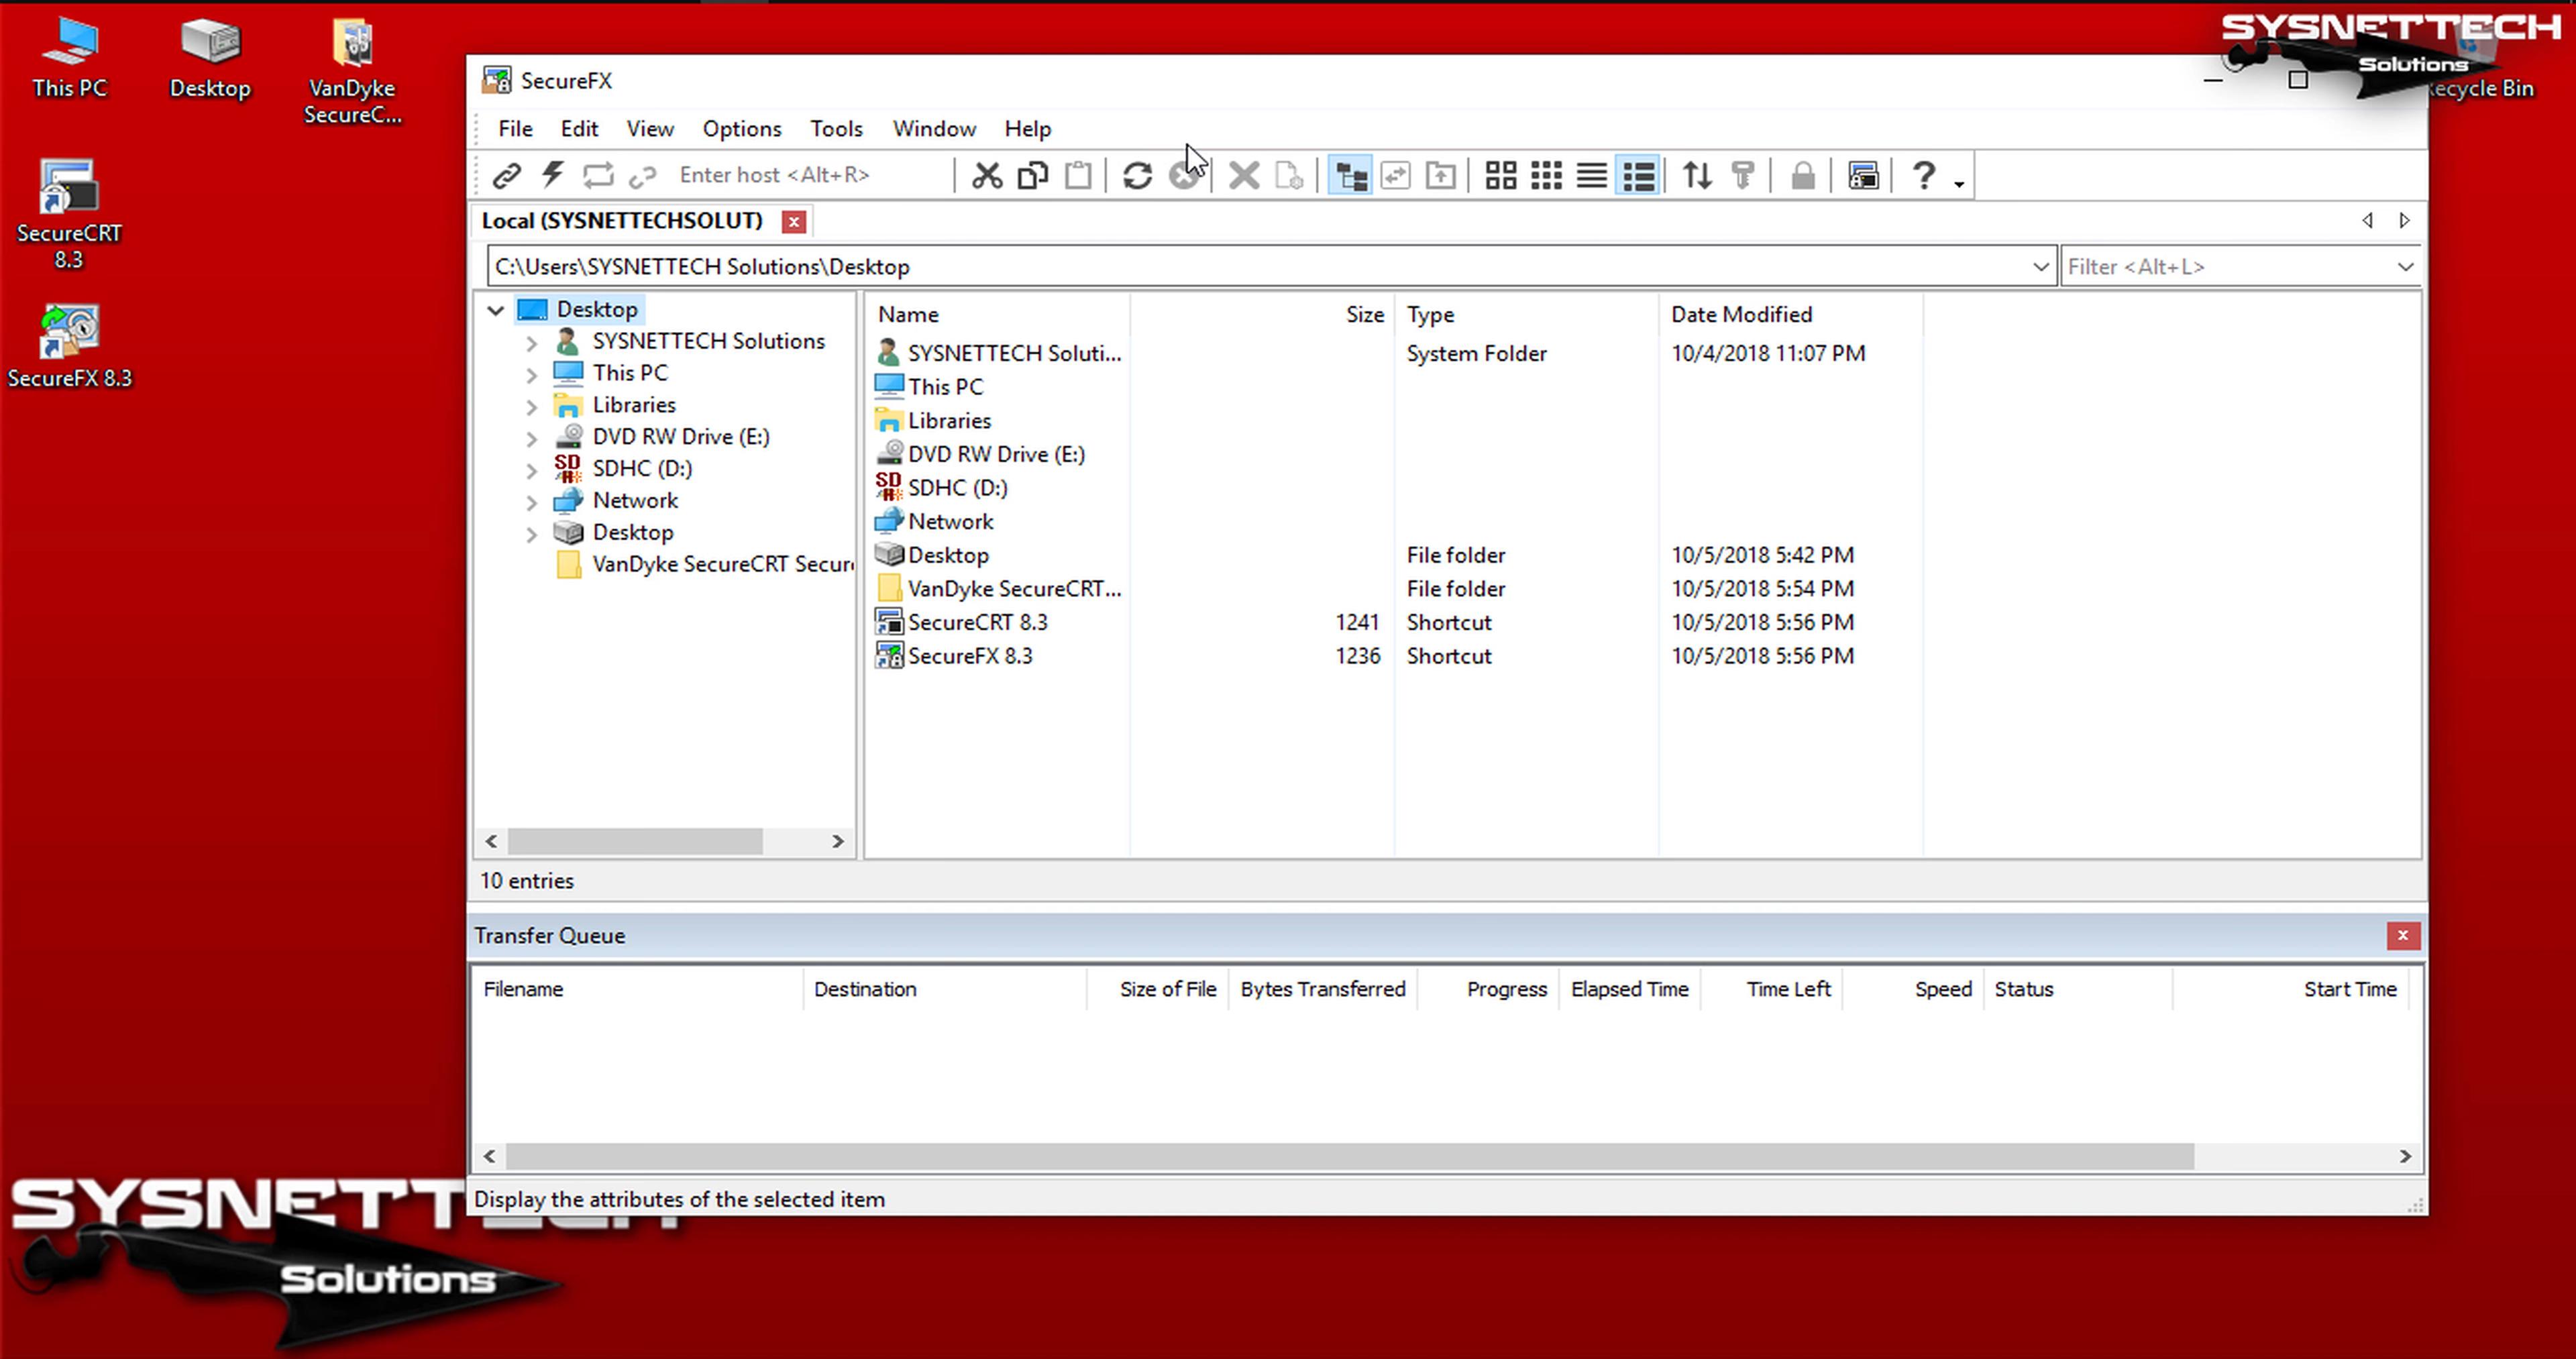 This PC
Desktop
VanDyke
SecureC...
SecureCRT
8.3
SecureFX 8.3
SYSNETTECH
Solutions
ecycle Bin
SecureFX
File Edit View Options Tools Window Help
Enter host <Alt+R>
Local (SYSNETTECHSOLUT)
C:\Users\SYSNETTECH Solutions\Desktop
Filter <Alt+L>
Desktop
SYSNETTECH Solutions
This PC
Libraries
DVD RW Drive (E:)
SDHC (D:)
Network
Desktop
VanDyke SecureCRT Secur
Name Size Type Date Modified
SYSNETTECH Soluti... System Folder 10/4/2018 11:07 PM
This PC
Libraries
DVD RW Drive (E:)
SDHC (D:)
Network
Desktop File folder 10/5/2018 5:42 PM
VanDyke SecureCRT... File folder 10/5/2018 5:54 PM
SecureCRT 8.3 1241 Shortcut 10/5/2018 5:56 PM
SecureFX 8.3 1236 Shortcut 10/5/2018 5:56 PM
10 entries
Transfer Queue
Filename Destination Size of File Bytes Transferred Progress Elapsed Time Time Left Speed Status Start Time
Display the attributes of the selected item
SYSNETTECH
Solutions